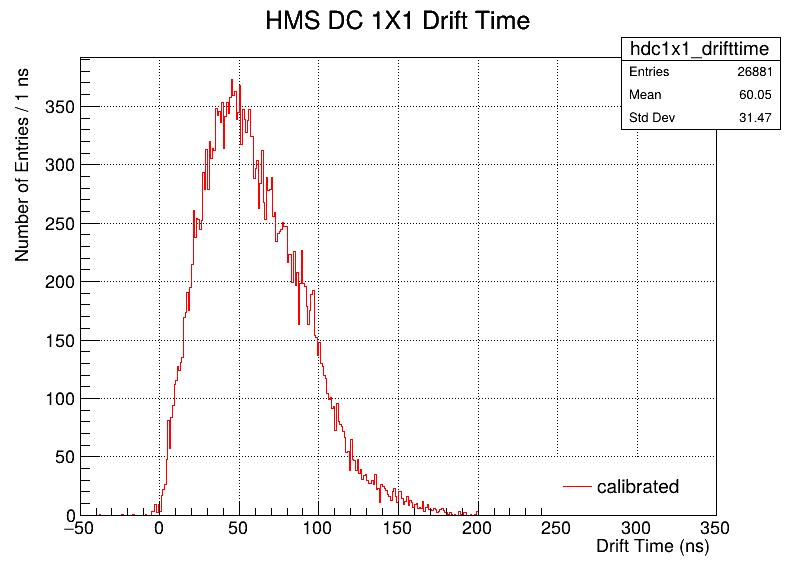 HMS DC 1X1 Drift Time
hdc1x1_drifttime
Entries 26881
Mean 60.05
Std Dev 31.47
Number of Entries / 1 ns
350
300
250
200
150
100
50
0
calibrated
−50 0 50 100 150 200 250 300 350
Drift Time (ns)